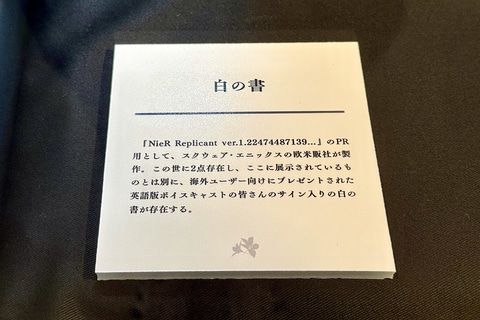 白の書
『NieR Replicant ver.1.22474487139...』のPR
用として、スクウェア・エニックスの欧米販社が製
作。この世に2点存在し、ここに展示されているも
のとは別に、海外ユーザー向けにプレゼントされた
英語版ボイスキャストの皆さんのサイン入りの白の
書が存在する。